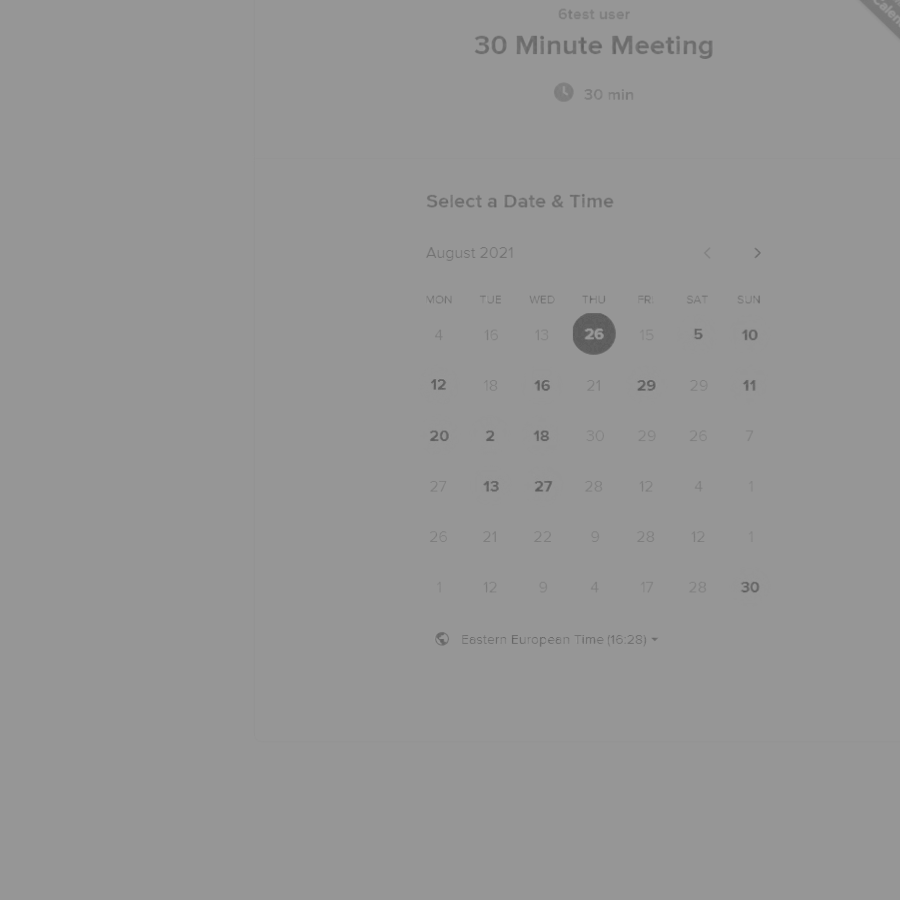 6test user
30 Minute Meeting
30 min
Select a Date & Time
August 2021
MON TUE WED THU FRI SAT SUN
4 16 13 26 15 5 10
12 18 16 21 29 29 11
20 2 18 30 29 26 7
27 13 27 28 12 4 1
26 21 22 9 28 12 1
1 12 9 4 17 28 30
Eastern European Time (16:28)